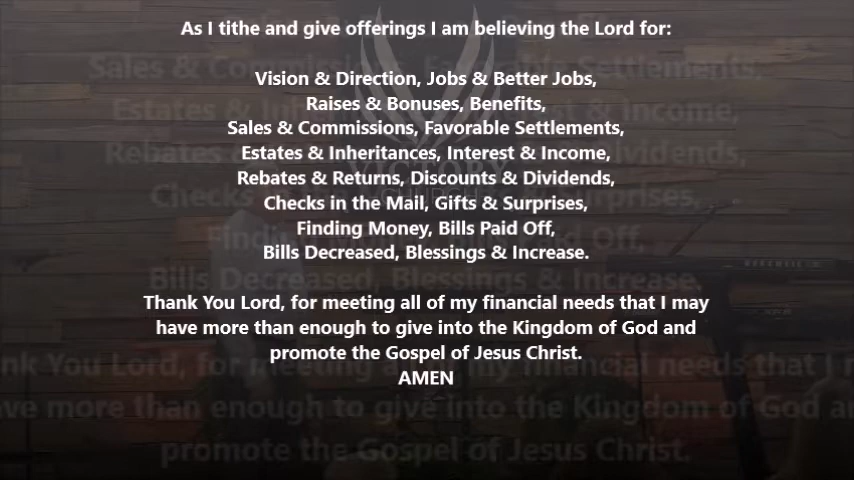 As I tithe and give offerings I am believing the Lord for:
Vision & Direction, Jobs & Better Jobs,
Raises & Bonuses, Benefits,
Sales & Commissions, Favorable Settlements,
Estates & Inheritances, Interest & Income,
Rebates & Returns, Discounts & Dividends,
Checks in the Mail, Gifts & Surprises,
Finding Money, Bills Paid Off,
Bills Decreased, Blessings & Increase.
Thank You Lord, for meeting all of my financial needs that I may
have more than enough to give into the Kingdom of God and
promote the Gospel of Jesus Christ.
AMEN